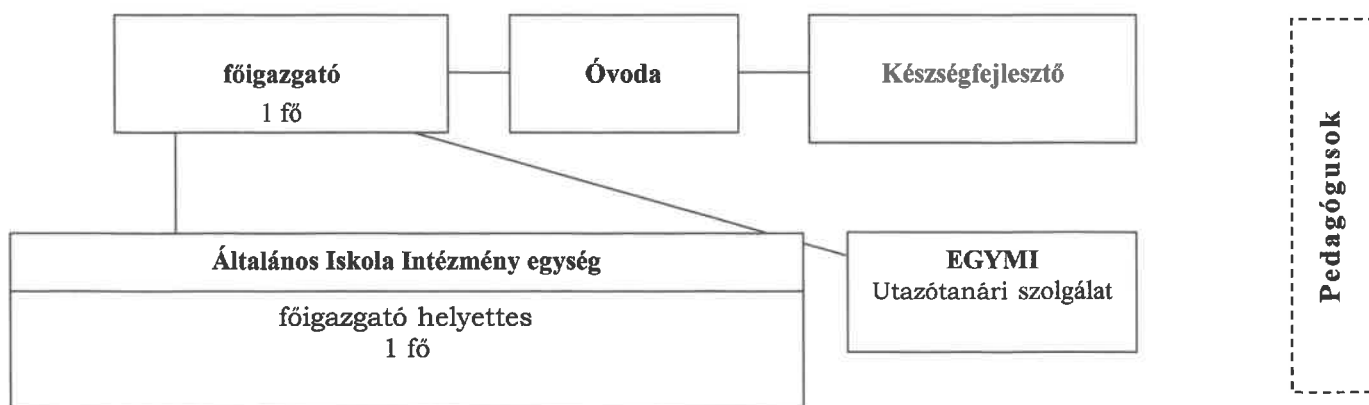 főigazgató
1 fő
Óvoda
Készségfejlesztő
Általános Iskola Intézmény egység
főigazgató helyettes
1 fő
EGYMI
Utazótanári szolgálat
Pedagógusok